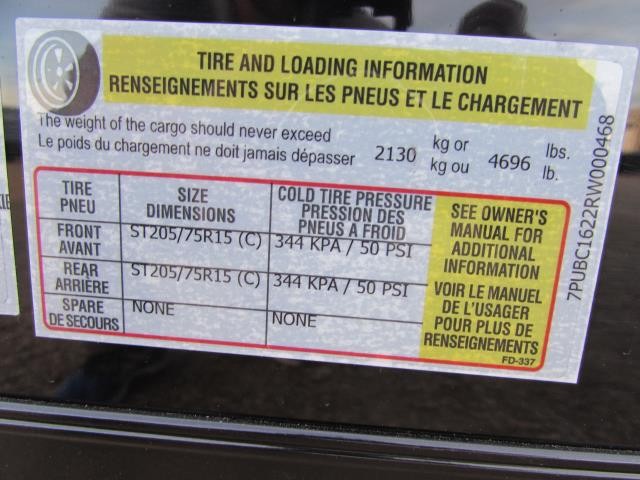 TIRE AND LOADING INFORMATION
RENSEIGNEMENTS SUR LES PNEUS ET LE CHARGEMENT
The weight of the cargo should never exceed
Le poids du chargement ne doit jamais dépasser
2130
kg or
kg ou
4696
lbs.
lb.
TIRE
PNEU
SIZE
DIMENSIONS
COLD TIRE PRESSURE
PRESSION DES
PNEUS A FROID
FRONT
AVANT
ST205/75R15 (C)
344 KPA / 50 PSI
REAR
ARRIÈRE
ST205/75R15 (C)
344 KPA / 50 PSI
SPARE
DE SECOURS
NONE
NONE
SEE OWNER'S
MANUAL FOR
ADDITIONAL
INFORMATION
VOIR LE MANUEL
DE L'USAGER
POUR PLUS DE
RENSEIGNEMENTS
FD-337
7PUBC1622RW000468